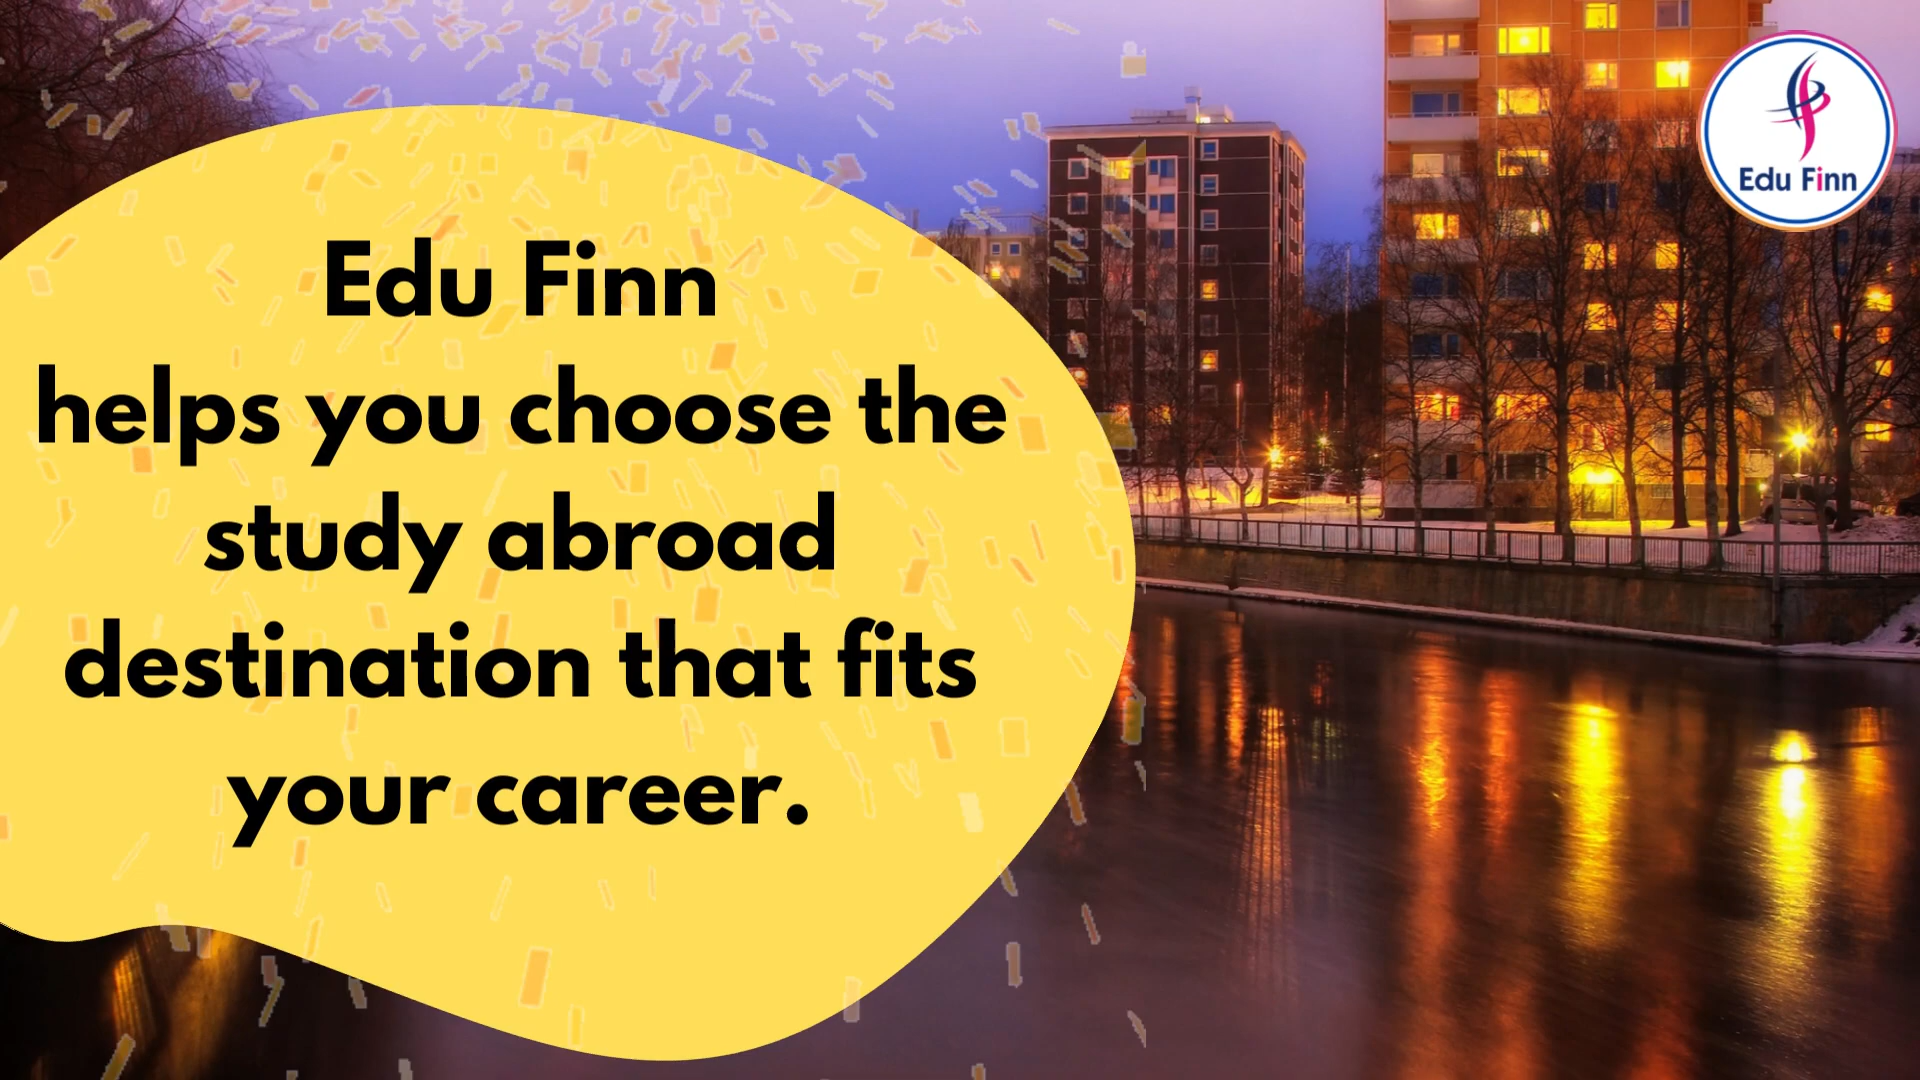 Edu Finn
helps you choose the
study abroad
destination that fits
your career.
Edu Finn